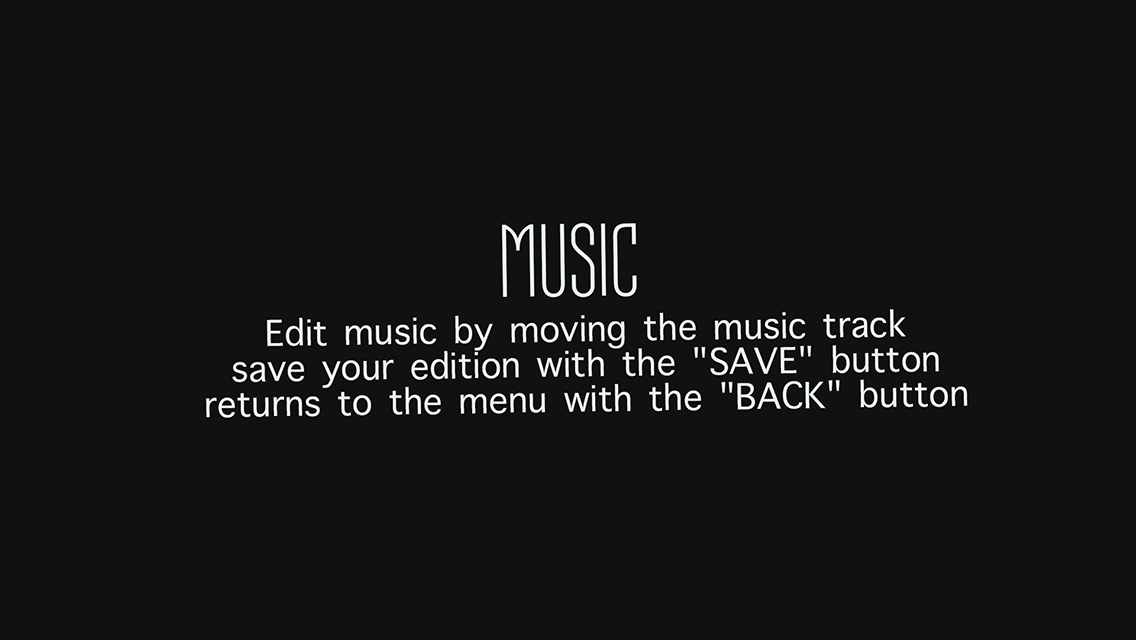 MUSIC
Edit music by moving the music track
save your edition with the "SAVE" button
returns to the menu with the "BACK" button